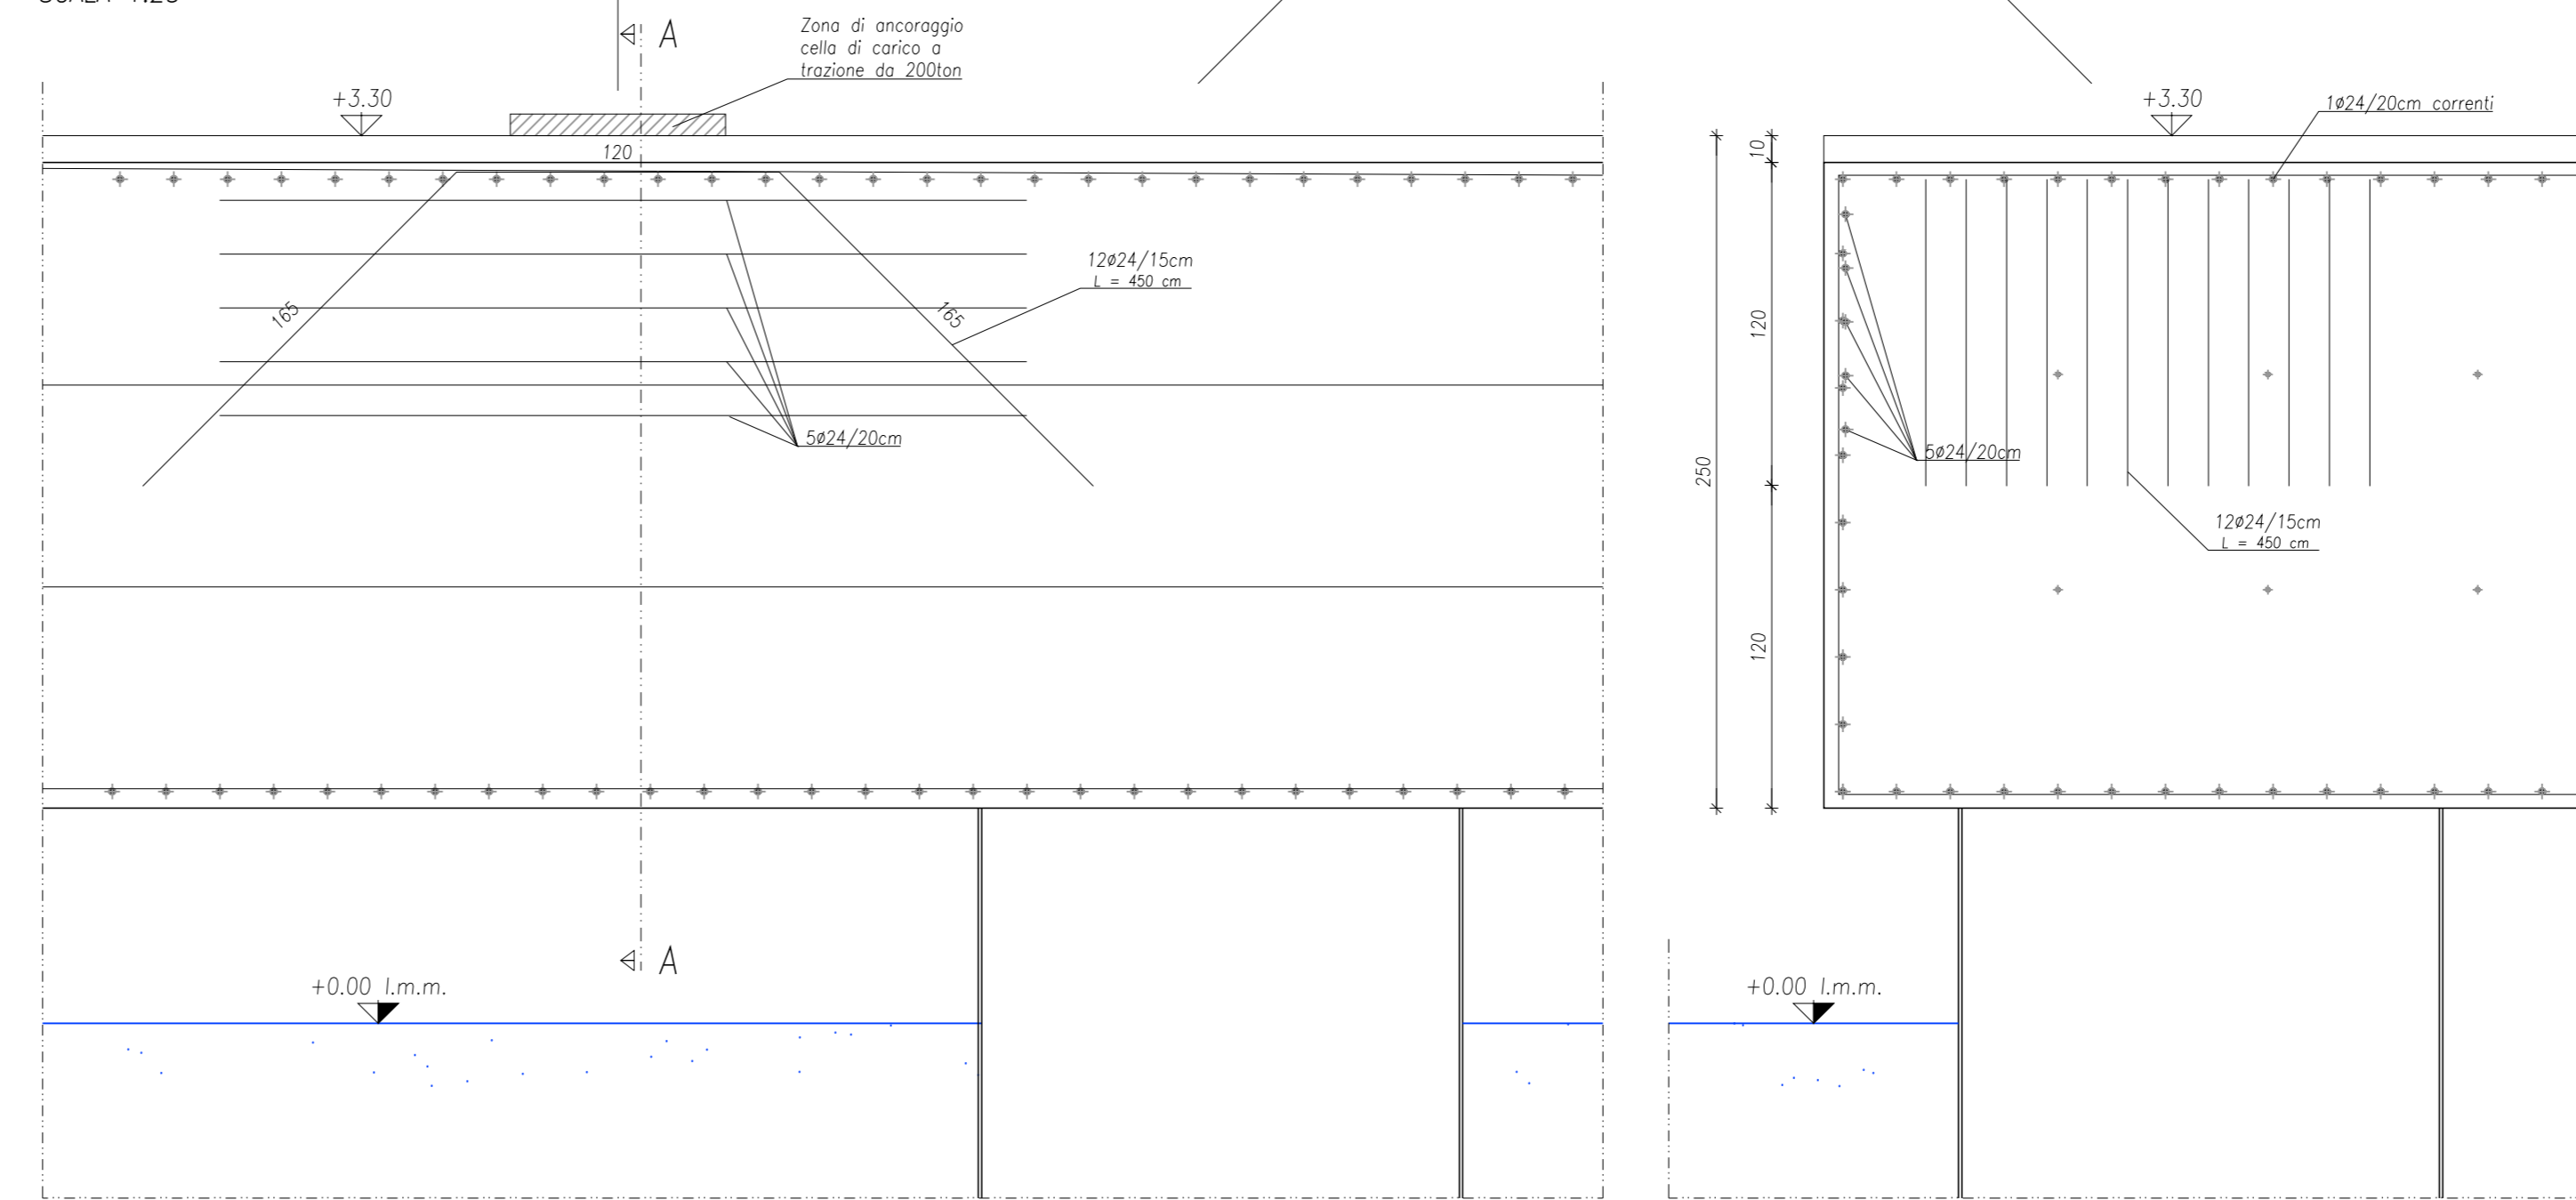 A
Zona di ancoraggio
cella di carico a
trazione da 200ton
+3.30
120
165
165
12ø24/15cm
L = 450 cm
5ø24/20cm
A
+0.00 l.m.m.
+3.30
1ø24/20cm correnti
10
120
250
120
5ø24/20cm
12ø24/15cm
L = 450 cm
+0.00 l.m.m.